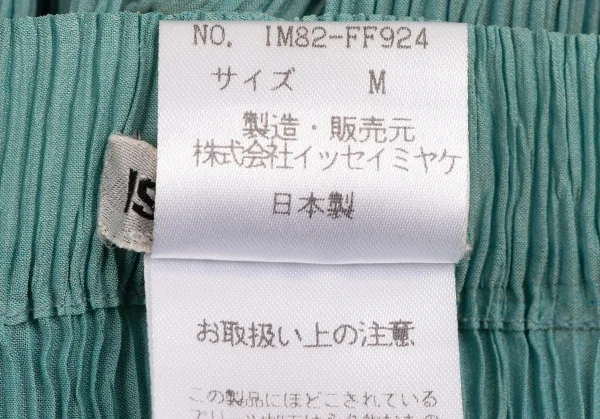 NO. IM82-FF924
サイズ M
製造・販売元
株式会社イッセイミヤケ
日本製
IS
お取扱い上の注意
この製品にほどこされている